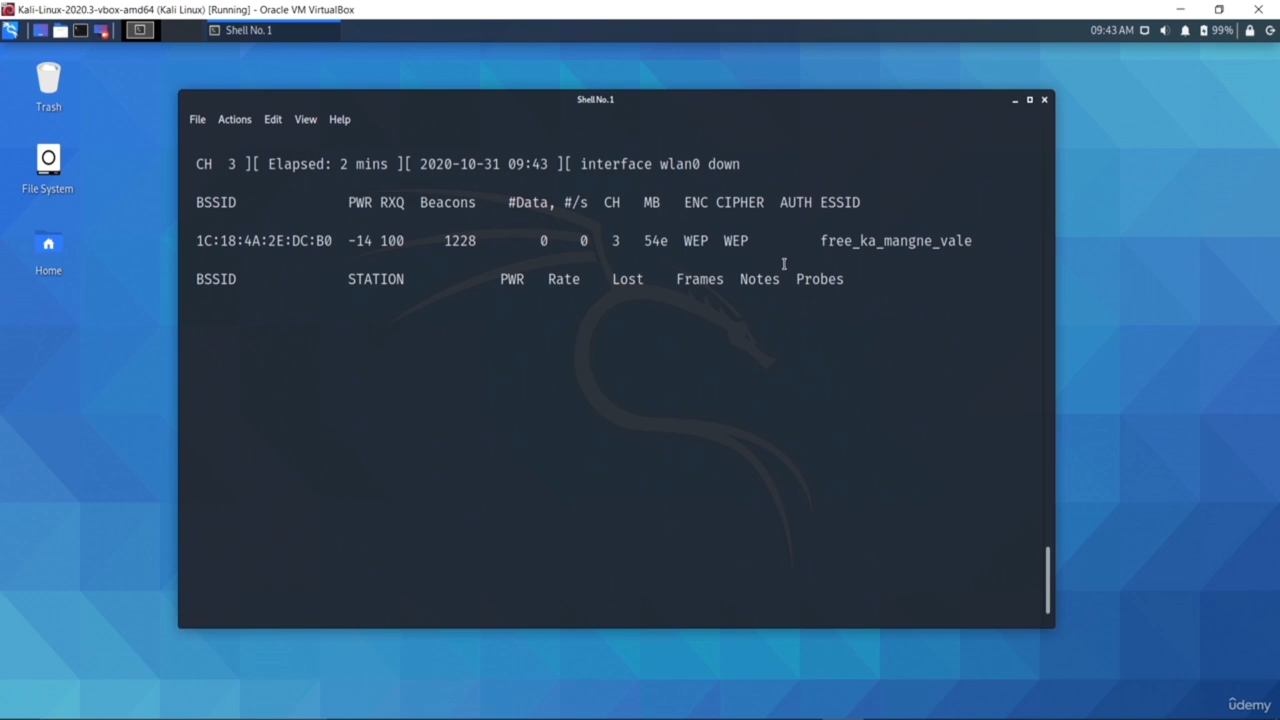 Kali-Linux-2020.3-vbox-amd64 (Kali Linux) [Running] - Oracle VM VirtualBox
Shell No. 1
09:43 AM
99%
Trash
File System
Home
Shell No. 1
File Actions Edit View Help
CH 3 ][ Elapsed: 2 mins ][ 2020-10-31 09:43 ][ interface wlan0 down
BSSID PWR RXQ Beacons #Data, #/s CH MB ENC CIPHER AUTH ESSID
1C:18:4A:2E:DC:B0 -14 100 1228 0 0 3 54e WEP WEP free_ka_mangne_vale
BSSID STATION PWR Rate Lost Frames Notes Probes
ûdemy